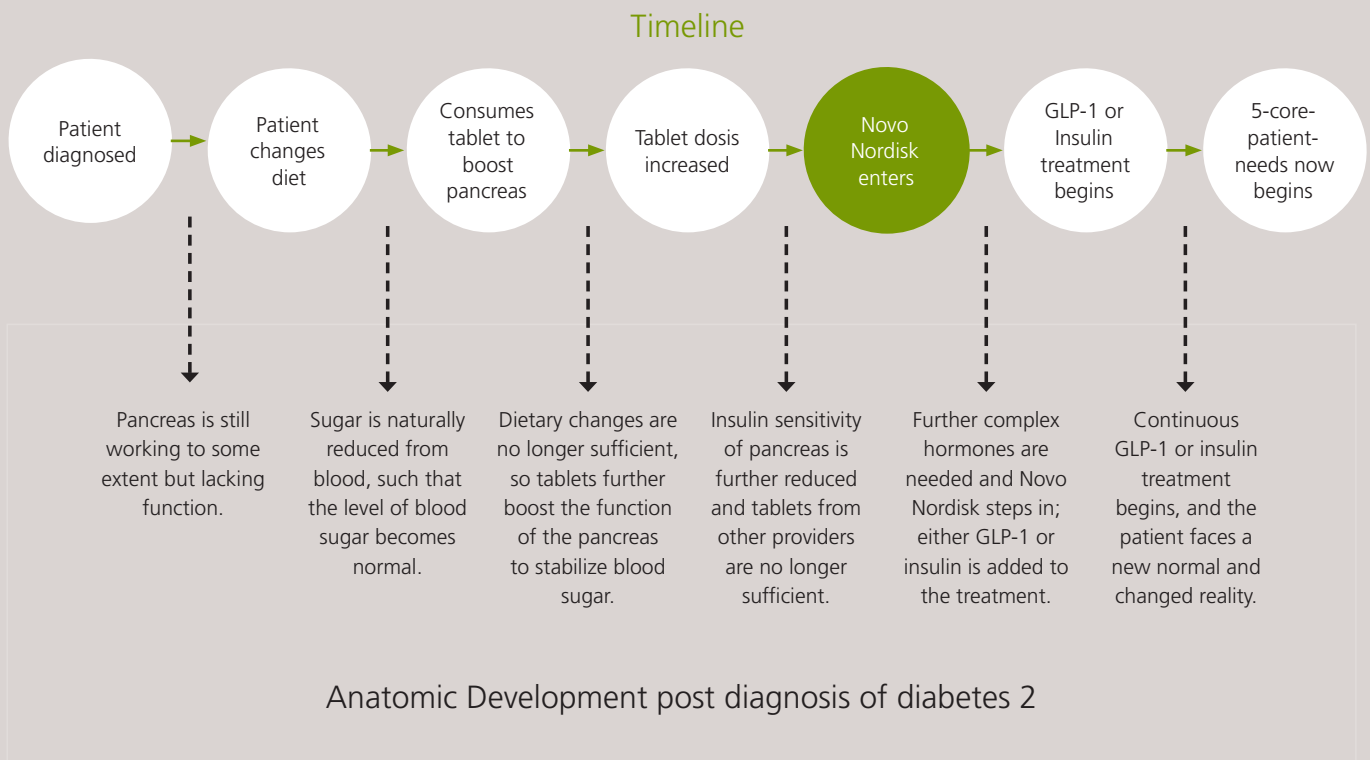 Timeline
Patient
diagnosed
Patient
changes
diet
Consumes
tablet to
boost
pancreas
Tablet dosis
increased
Novo
Nordisk
enters
GLP-1 or
Insulin
treatment
begins
5-core-
patient-
needs now
begins
Pancreas is still
working to some
extent but lacking
function.
Sugar is naturally
reduced from
blood, such that
the level of blood
sugar becomes
normal.
Dietary changes are
no longer sufficient,
so tablets further
boost the function
of the pancreas
to stabilize blood
sugar.
Insulin sensitivity
of pancreas is
further reduced
and tablets from
other providers
are no longer
sufficient.
Further complex
hormones are
needed and Novo
Nordisk steps in;
either GLP-1 or
insulin is added to
the treatment.
Continuous
GLP-1 or insulin
treatment
begins, and the
patient faces a
new normal and
changed reality.
Anatomic Development post diagnosis of diabetes 2